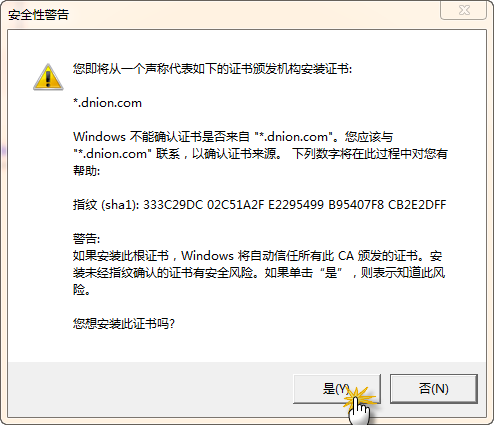 安全性警告
您即将从一个声称代表如下的证书颁发机构安装证书:
*.dnion.com
Windows 不能确认证书是否来自 "*.dnion.com"。您应该与
"*.dnion.com" 联系，以确认证书来源。 下列数字将在此过程中对您有
帮助:
指纹 (sha1): 333C29DC 02C51A2F E2295499 B95407F8 CB2E2DFF
警告:
如果安装此根证书，Windows 将自动信任所有此 CA 颁发的证书。安
装未经指纹确认的证书有安全风险。如果单击“是”，则表示知道此风
险。
您想安装此证书吗?
是(Y) 否(N)